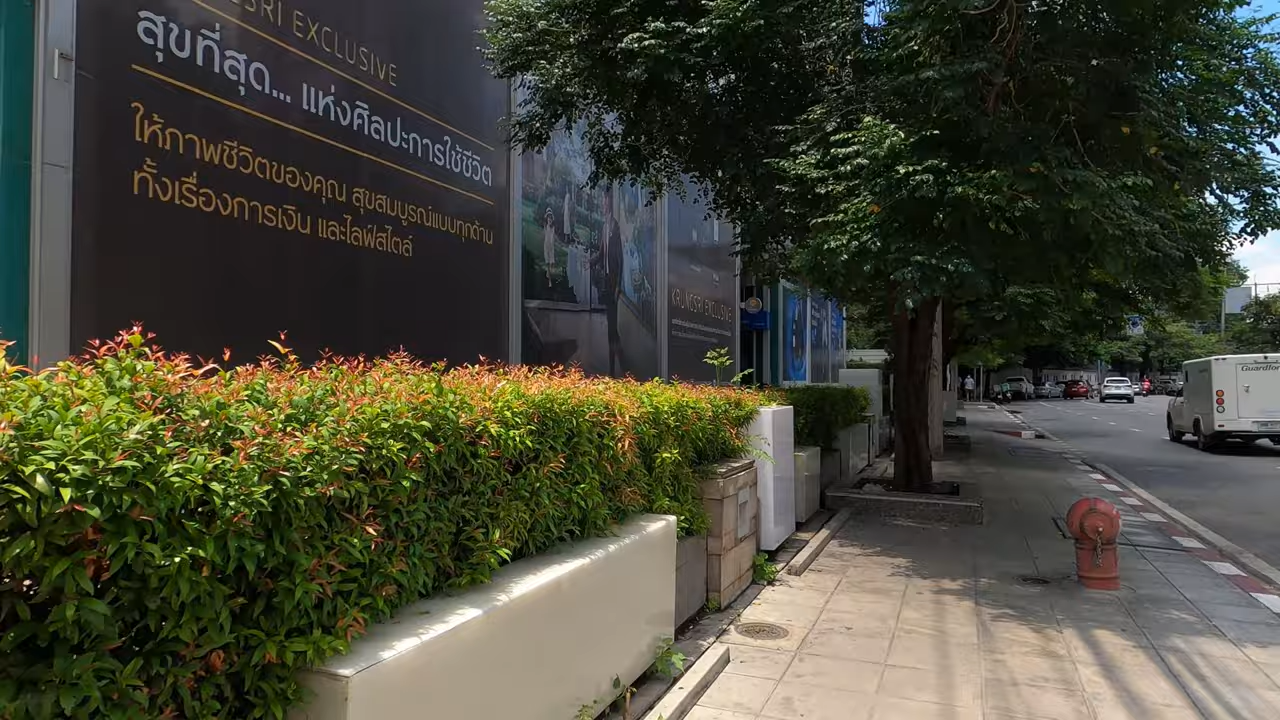 SRI EXCLUSIVE
สุขที่สุด... แห่งศิลปะการใช้ชีวิต
ให้ภาพชีวิตของคุณ สุขสมบูรณ์แบบทุกด้าน
ทั้งเรื่องการเงิน และไลฟ์สไตล์
KRUNGSRI EXCLUSIVE
Guardfor